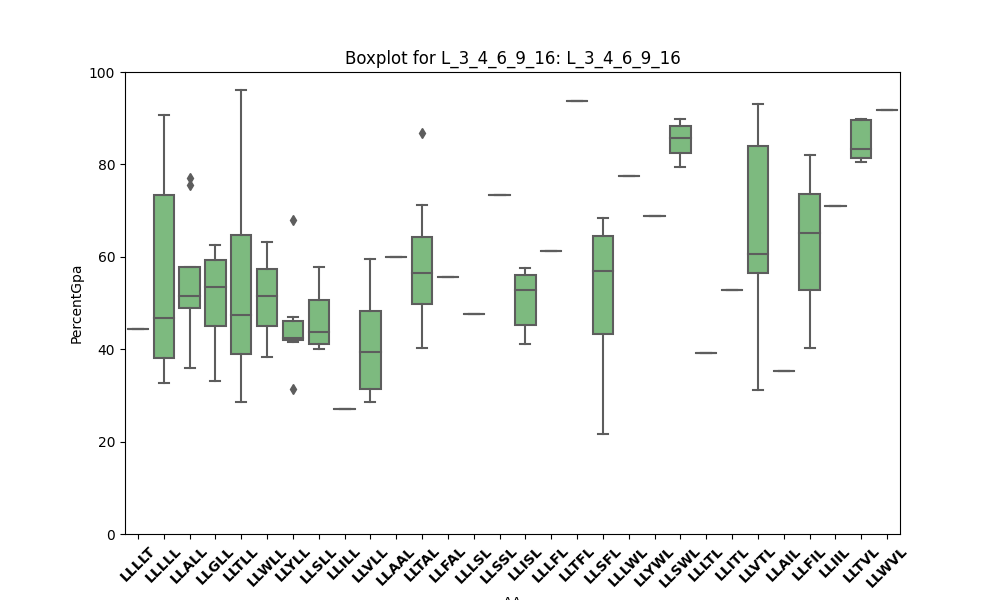 Boxplot for L_3_4_6_9_16: L_3_4_6_9_16
100
80
60
40
20
0
PercentGpa
LLLLT
LLLLL
LLALL
LLGLL
LLTLL
LLWLL
LLYLL
LLSLL
LLILL
LLVLL
LLAAL
LLTAL
LLFAL
LLLSL
LLSSL
LLISL
LLLFL
LLTFL
LLSFL
LLLWL
LLYWL
LLSWL
LLLTL
LLITL
LLVTL
LLAIL
LLFIL
LLIIL
LLTVL
LLWVL